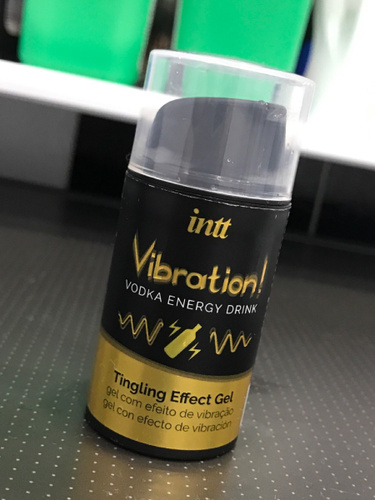 intt
Vibration!
VODKA ENERGY DRINK
Tingling Effect Gel
gel com efeito de vibração
gel con efecto de vibración